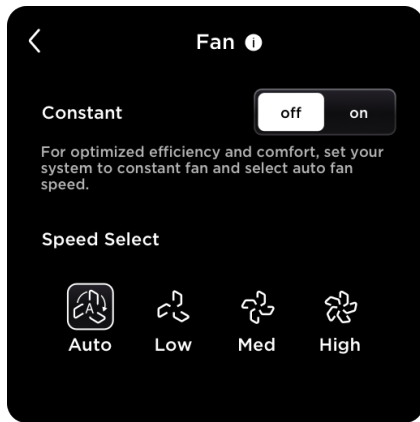 Fan i
Constant off on
For optimized efficiency and comfort, set your
system to constant fan and select auto fan
speed.
Speed Select
A
Auto Low Med High